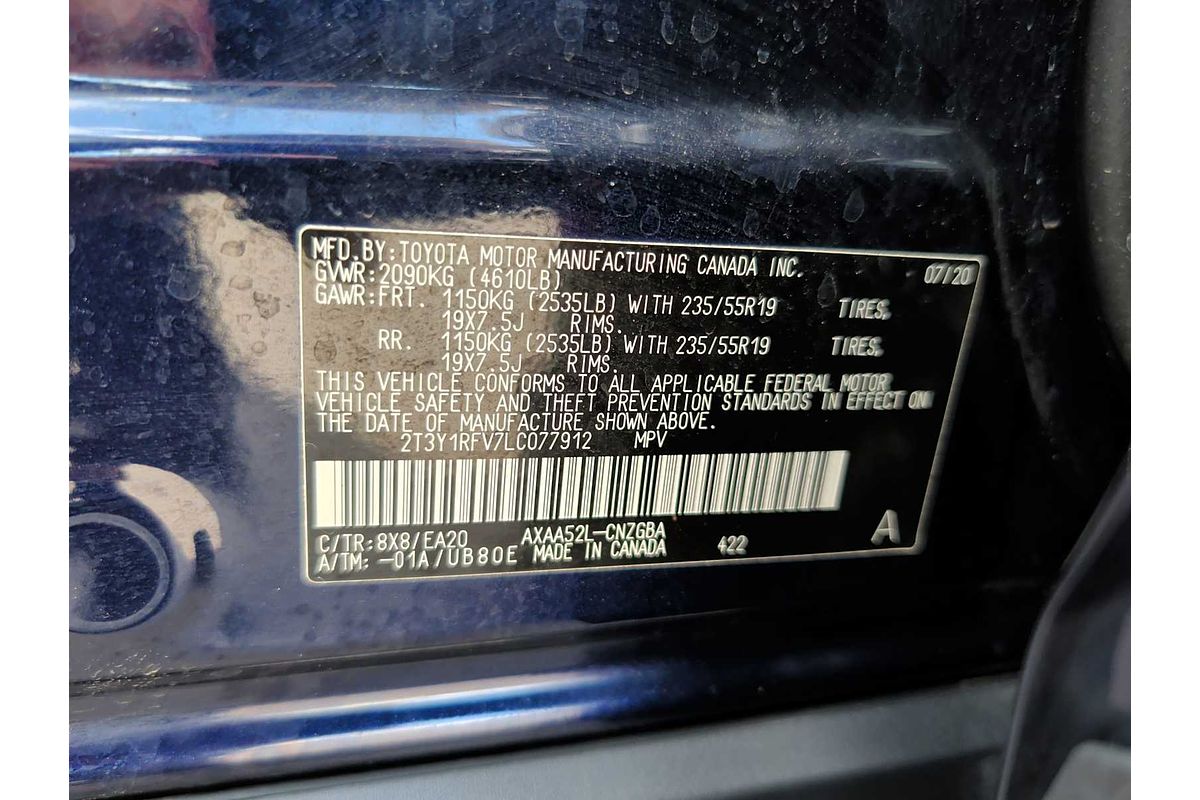 MFD.BY:TOYOTA MOTOR MANUFACTURING CANADA INC. 07/20
GVWR:2090KG (4610LB)
GAWR:FRT. 1150KG (2535LB) WITH 235/55R19 TIRES,
19X7.5J RIMS.
RR. 1150KG (2535LB) WITH 235/55R19 TIRES,
19X7.5J RIMS.
THIS VEHICLE CONFORMS TO ALL APPLICABLE FEDERAL MOTOR
VEHICLE SAFETY AND THEFT PREVENTION STANDARDS IN EFFECT ON
THE DATE OF MANUFACTURE SHOWN ABOVE.
2T3Y1RFV7LC077912 MPV
C/TR:8X8/EA20 AXAA52L-CNZGBA 422 A
A/TM:-01A/UB80E MADE IN CANADA